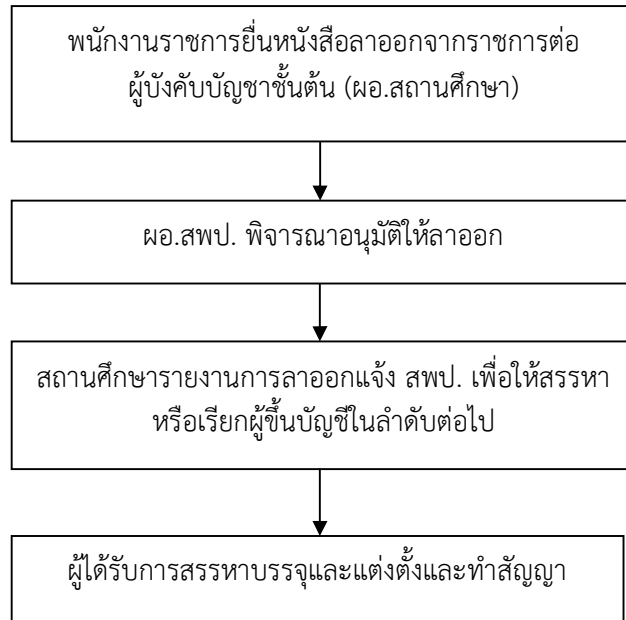 พนักงานราชการยื่นหนังสือลาออกจากราชการต่อ
ผู้บังคับบัญชาชั้นต้น (ผอ.สถานศึกษา)
ผอ.สพป. พิจารณาอนุมัติให้ลาออก
สถานศึกษารายงานการลาออกแจ้ง สพป. เพื่อให้สรรหา
หรือเรียกผู้ขึ้นบัญชีในลำดับต่อไป
ผู้ได้รับการสรรหาบรรจุและแต่งตั้งและทำสัญญา